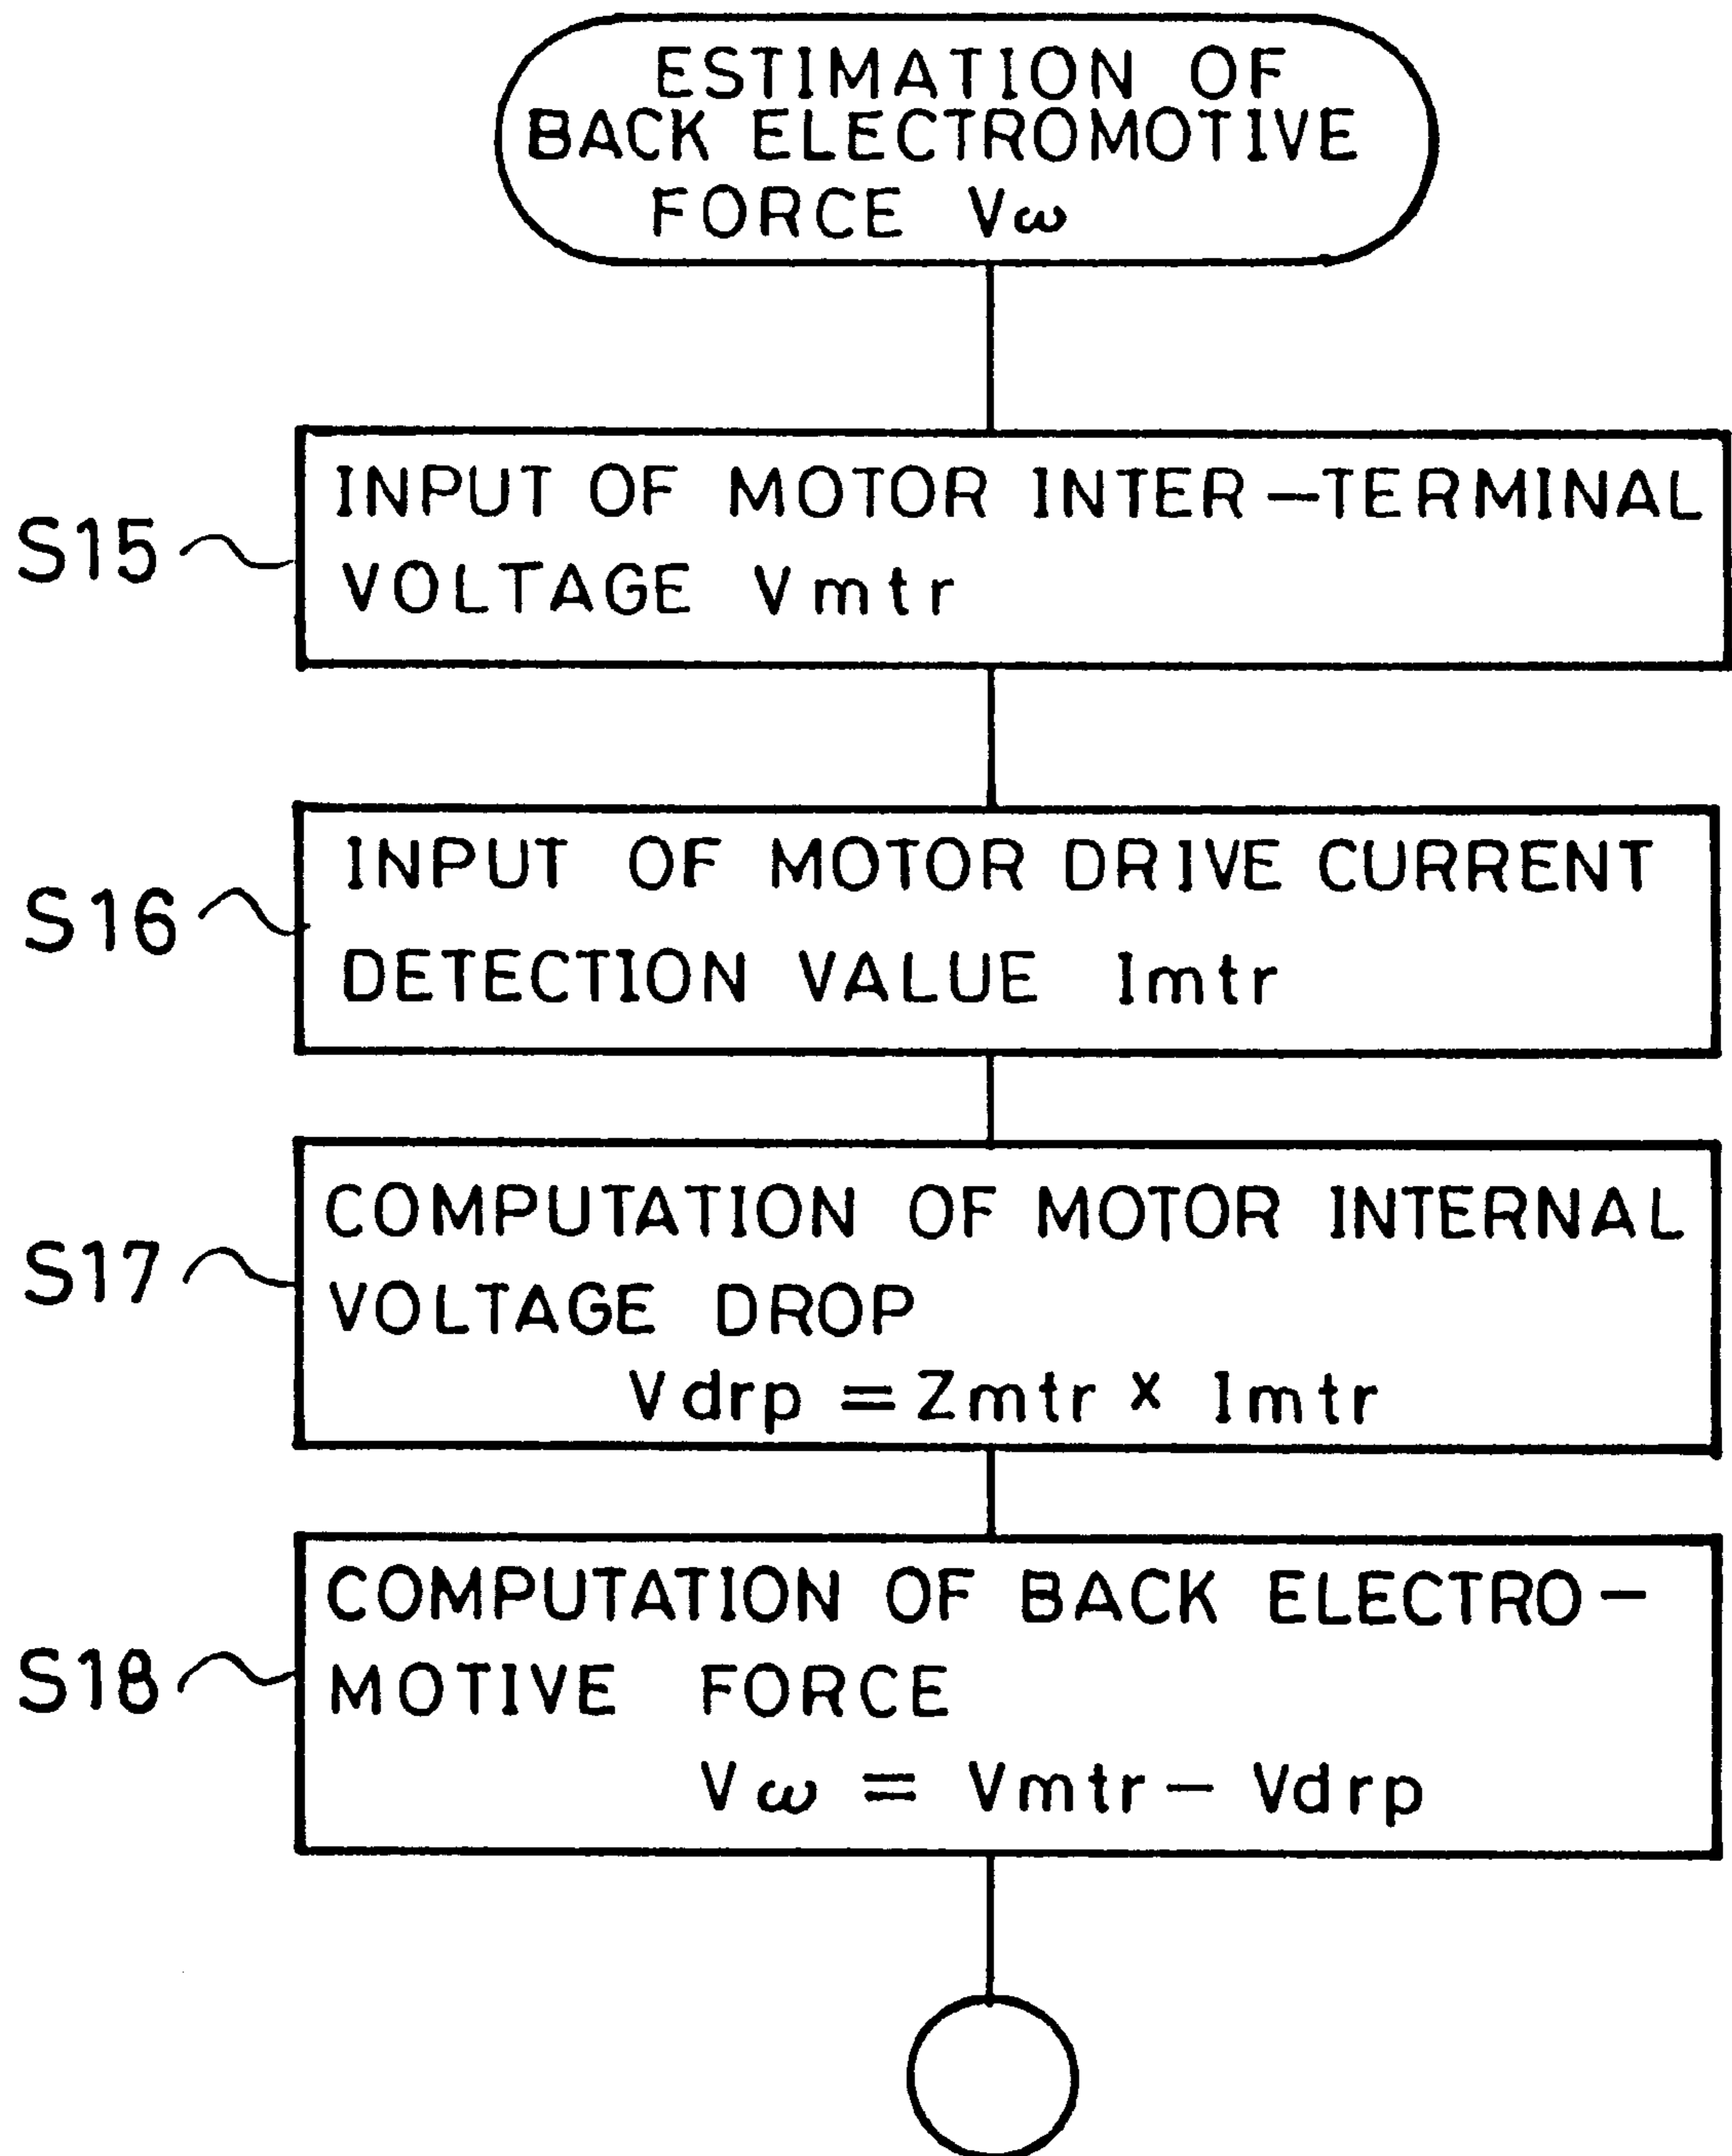 ESTIMATION OF
BACK ELECTROMOTIVE
FORCE Vω
S15
INPUT OF MOTOR INTER-TERMINAL
VOLTAGE Vmtr
S16
INPUT OF MOTOR DRIVE CURRENT
DETECTION VALUE Imtr
S17
COMPUTATION OF MOTOR INTERNAL
VOLTAGE DROP
Vdrp = Zmtr × Imtr
S18
COMPUTATION OF BACK ELECTRO-
MOTIVE FORCE
Vω = Vmtr - Vdrp